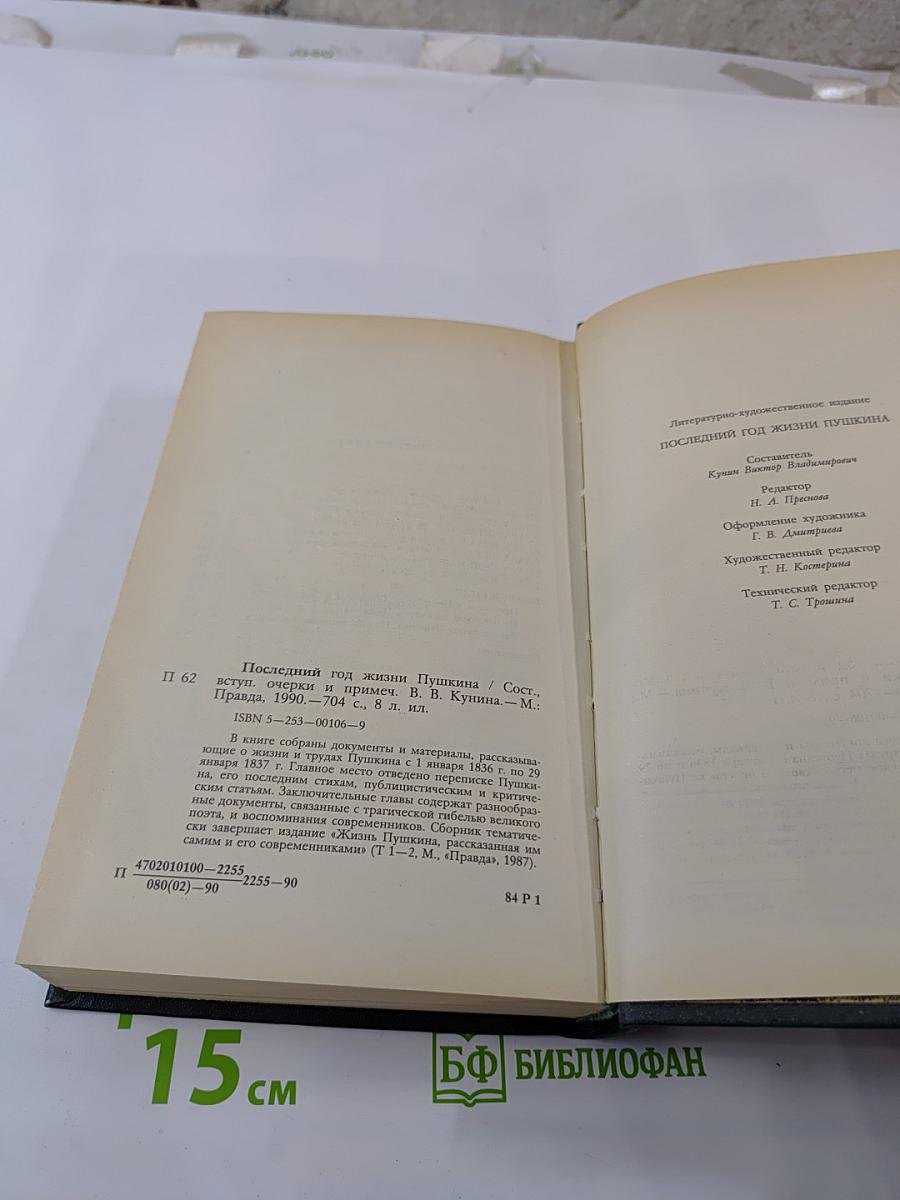 П 62
Последний год жизни Пушкина / Сост.,
вступ. очерки и примеч. В. В. Кунина.— М.:
Правда, 1990.—704 с., 8 л. ил.
ISBN 5—253—00106—9
В книге собраны документы и материалы, рассказыва-
ющие о жизни и трудах Пушкина с 1 января 1836 г. по 29
января 1837 г. Главное место отведено переписке Пушки-
на, его последним стихам, публицистическим и критиче-
ским статьям. Заключительные главы содержат разнообраз-
ные документы, связанные с трагической гибелью великого
поэта, и воспоминания современников. Сборник тематиче-
ски завершает издание «Жизнь Пушкина, рассказанная им
самим и его современниками» (Т 1—2, М., «Правда», 1987).
П 4702010100—2255
080(02)—90 2255—90
84 Р 1
Литературно-художественное издание
ПОСЛЕДНИЙ ГОД ЖИЗНИ ПУШКИНА
Составитель
Кунин Виктор Владимирович
Редактор
Н. А. Преснова
Оформление художника
Г. В. Дмитриева
Художественный редактор
Т. Н. Костерина
Технический редактор
Т. С. Трошина
15 см
БФ БИБЛИОФАН